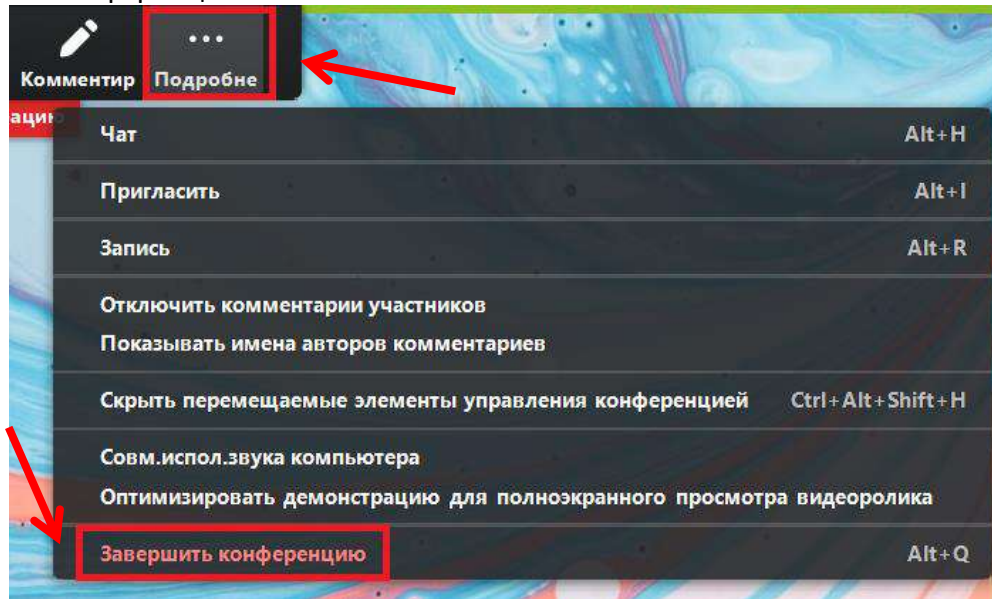 Комментир Подробне
ацию
Чат Alt+H
Пригласить Alt+I
Запись Alt+R
Отключить комментарии участников
Показывать имена авторов комментариев
Скрыть перемещаемые элементы управления конференцией Ctrl+Alt+Shift+H
Совм.испол.звука компьютера
Оптимизировать демонстрацию для полноэкранного просмотра видеоролика
Завершить конференцию Alt+Q